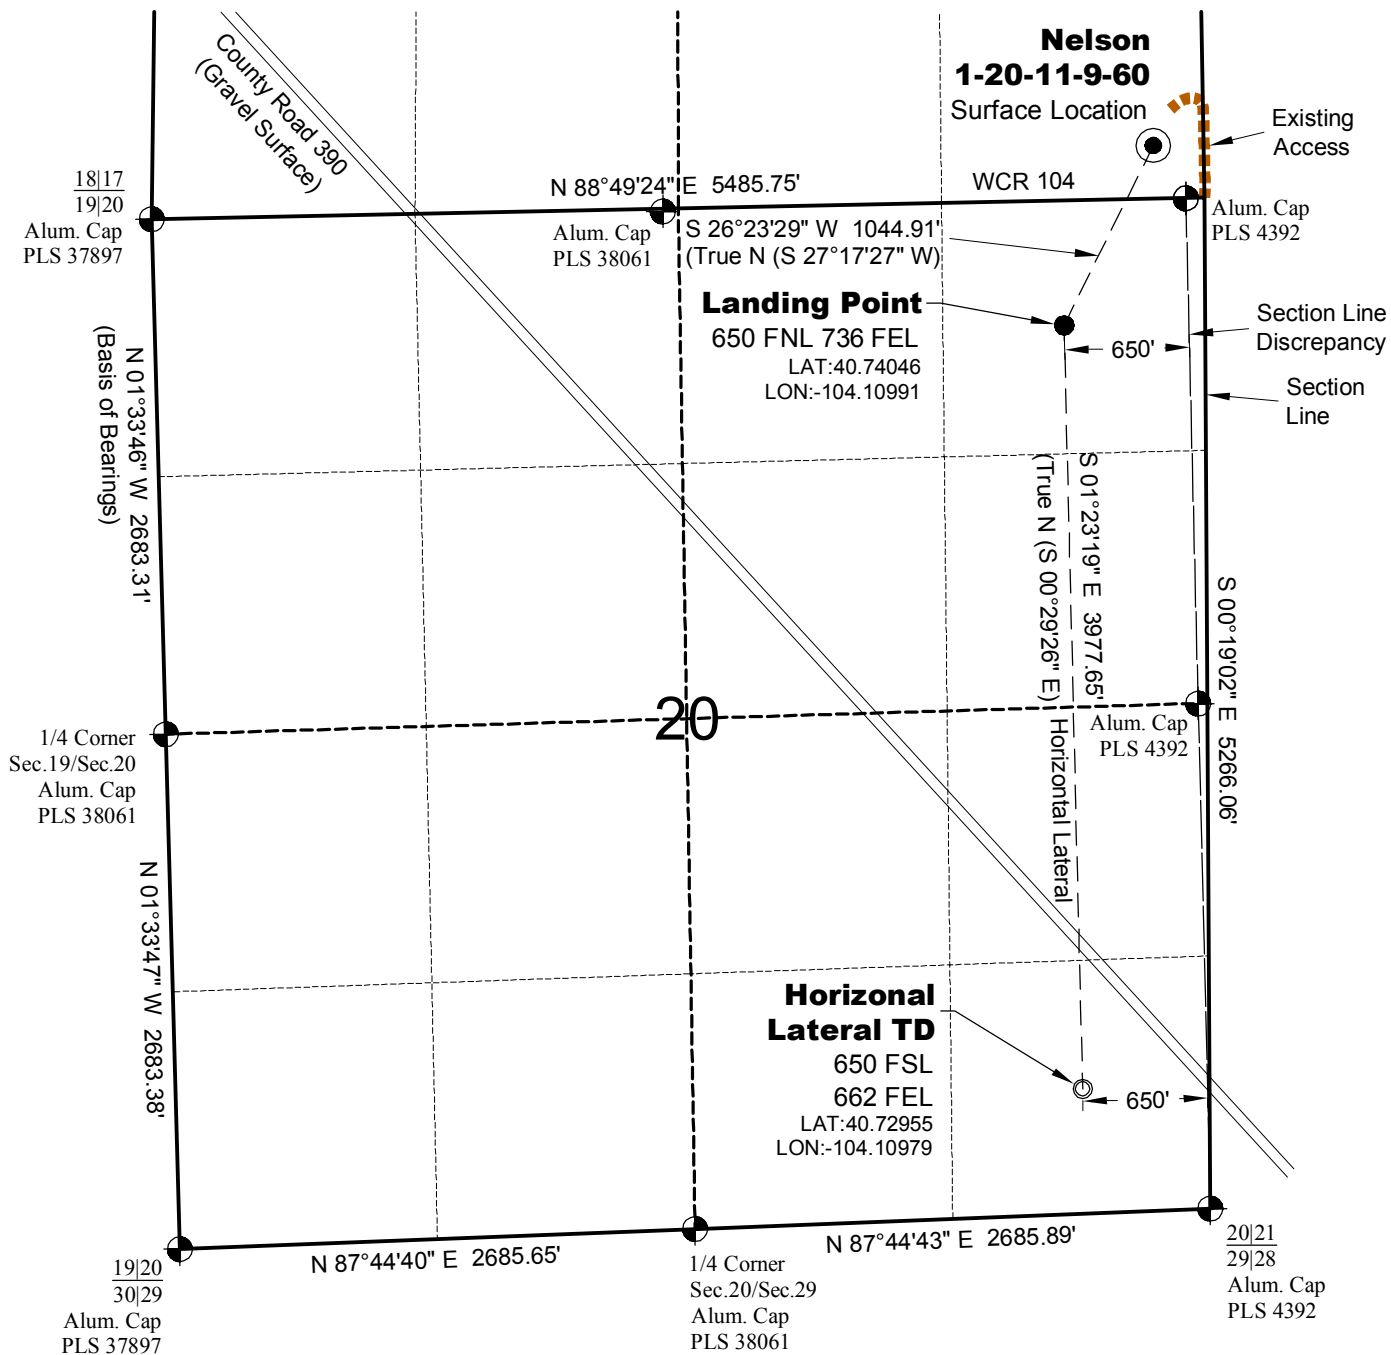 Nelson
1-20-11-9-60
Surface Location
County Road 390
(Gravel Surface)
Existing
Access
18|17
19|20
Alum. Cap
PLS 37897
N 88°49'24" E 5485.75'
WCR 104
Alum. Cap
PLS 38061
S 26°23'29" W 1044.91'
(True N (S 27°17'27" W)
Alum. Cap
PLS 4392
Landing Point
650 FNL 736 FEL
LAT:40.74046
LON:-104.10991
650'
Section Line
Discrepancy
Section
Line
N 01°33'46" W 2683.31'
(Basis of Bearings)
S 01°23'19" E 3977.65'
(True N (S 00°29'26" E) Horizontal Lateral
S 00°19'02" E 5266.06'
20
1/4 Corner
Sec.19/Sec.20
Alum. Cap
PLS 38061
Alum. Cap
PLS 4392
N 01°33'47" W 2683.38'
Horizonal
Lateral TD
650 FSL
662 FEL
LAT:40.72955
LON:-104.10979
650'
N 87°44'40" E 2685.65'
N 87°44'43" E 2685.89'
19|20
30|29
Alum. Cap
PLS 37897
1/4 Corner
Sec.20/Sec.29
Alum. Cap
PLS 38061
20|21
29|28
Alum. Cap
PLS 4392